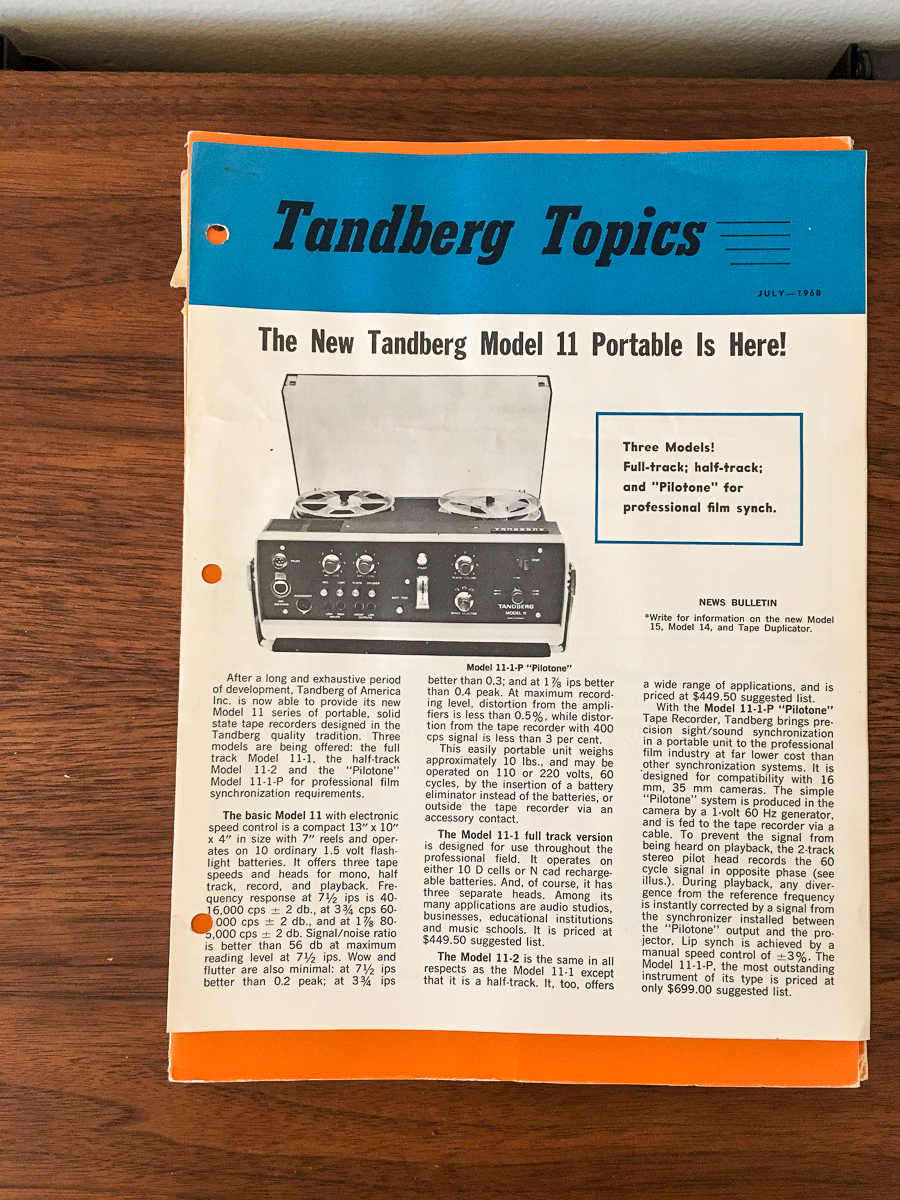 Tandberg Topics
JULY—1968
The New Tandberg Model 11 Portable Is Here!
Three Models!
Full-track; half-track;
and "Pilotone" for
professional film synch.
TANDBERG
TANDBERG
NEWS BULLETIN
*Write for information on the new Model
15, Model 14, and Tape Duplicator.
Model 11-1-P "Pilotone"
After a long and exhaustive period
of development, Tandberg of America
Inc. is now able to provide its new
Model 11 series of portable, solid
state tape recorders designed in the
Tandberg quality tradition. Three
models are being offered: the full
track Model 11-1, the half-track
Model 11-2 and the "Pilotone"
Model 11-1-P for professional film
synchronization requirements.
The basic Model 11 with electronic
speed control is a compact 13" x 10"
x 4" in size with 7" reels and oper-
ates on 10 ordinary 1.5 volt flash-
light batteries. It offers three tape
speeds and heads for mono, half
track, record, and playback. Fre-
quency response at 7½ ips is 40-
16,000 cps ± 2 db., at 3¾ cps 60-
,000 cps ± 2 db., and at 1⅞ 80-
5,000 cps ± 2 db. Signal/noise ratio
is better than 56 db at maximum
reading level at 7½ ips. Wow and
flutter are also minimal: at 7½ ips
better than 0.2 peak; at 3¾ ips
better than 0.3; and at 1⅞ ips better
than 0.4 peak. At maximum record-
ing level, distortion from the ampli-
fiers is less than 0.5%, while distor-
tion from the tape recorder with 400
cps signal is less than 3 per cent.
This easily portable unit weighs
approximately 10 lbs., and may be
operated on 110 or 220 volts, 60
cycles, by the insertion of a battery
eliminator instead of the batteries, or
outside the tape recorder via an
accessory contact.
The Model 11-1 full track version
is designed for use throughout the
professional field. It operates on
either 10 D cells or N cad recharge-
able batteries. And, of course, it has
three separate heads. Among its
many applications are audio studios,
businesses, educational institutions
and music schools. It is priced at
$449.50 suggested list.
The Model 11-2 is the same in all
respects as the Model 11-1 except
that it is a half-track. It, too, offers
a wide range of applications, and is
priced at $449.50 suggested list.
With the Model 11-1-P "Pilotone"
Tape Recorder, Tandberg brings pre-
cision sight/sound synchronization
in a portable unit to the professional
film industry at far lower cost than
other synchronization systems. It is
designed for compatibility with 16
mm, 35 mm cameras. The simple
"Pilotone" system is produced in the
camera by a 1-volt 60 Hz generator,
and is fed to the tape recorder via a
cable. To prevent the signal from
being heard on playback, the 2-track
stereo pilot head records the 60
cycle signal in opposite phase (see
illus.). During playback, any diver-
gence from the reference frequency
is instantly corrected by a signal from
the synchronizer installed between
the "Pilotone" output and the pro-
jector. Lip synch is achieved by a
manual speed control of ±3%. The
Model 11-1-P, the most outstanding
instrument of its type is priced at
only $699.00 suggested list.